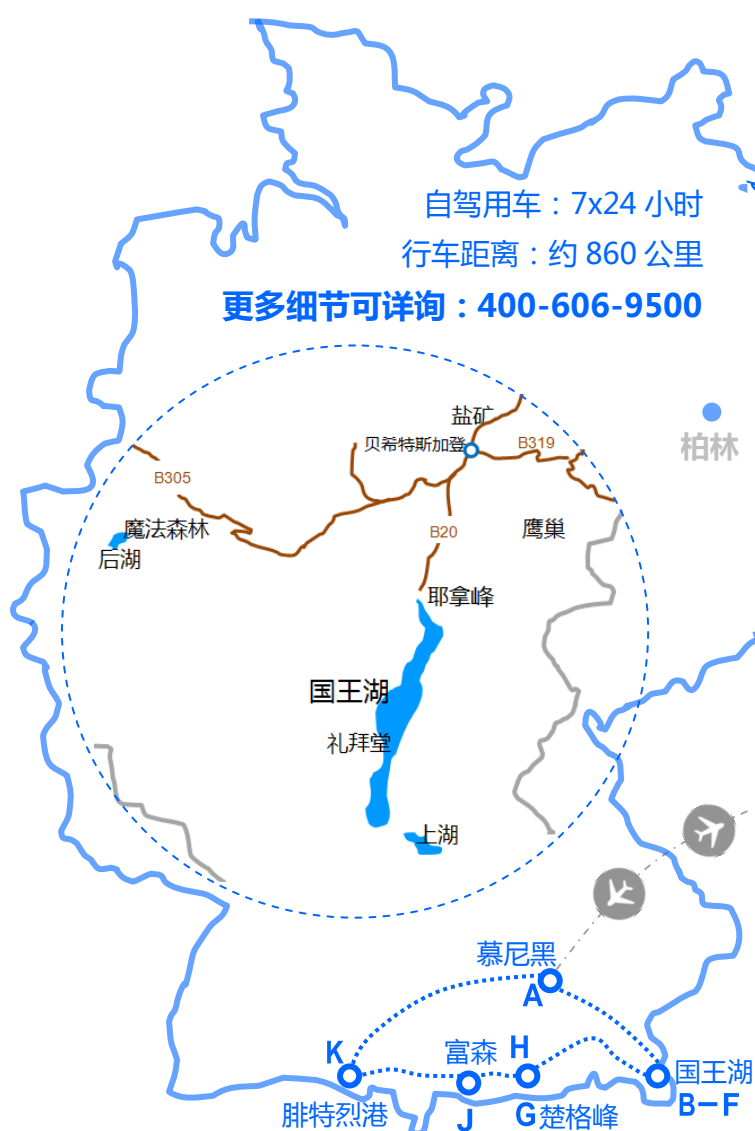 自驾用车：7x24 小时
行车距离：约 860 公里
更多细节可详询：400-606-9500
盐矿
贝希特斯加登
B319
柏林
B305
魔法森林
后湖
B20
鹰巢
耶拿峰
国王湖
礼拜堂
上湖
慕尼黑
A
K
富森
H
国王湖
B－F
腓特烈港
J
G楚格峰